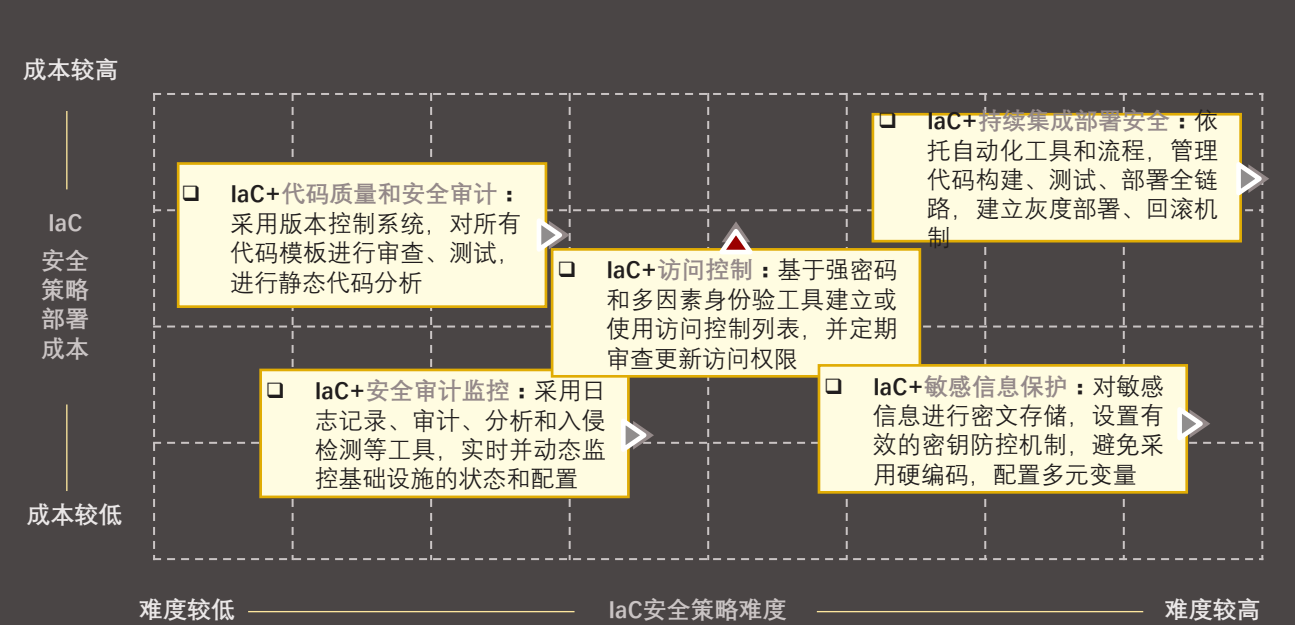 成本较高
IaC
安全
策略
部署
成本
成本较低
❑ IaC+代码质量和安全审计：
采用版本控制系统，对所有
代码模板进行审查、测试，
进行静态代码分析
❑ IaC+持续集成部署安全：依
托自动化工具和流程，管理
代码构建、测试、部署全链
路，建立灰度部署、回滚机
制
❑ IaC+访问控制：基于强密码
和多因素身份验工具建立或
使用访问控制列表，并定期
审查更新访问权限
❑ IaC+安全审计监控：采用日
志记录、审计、分析和入侵
检测等工具，实时并动态监
控基础设施的状态和配置
❑ IaC+敏感信息保护：对敏感
信息进行密文存储，设置有
效的密钥防控机制，避免采
用硬编码，配置多元变量
难度较低
IaC安全策略难度
难度较高